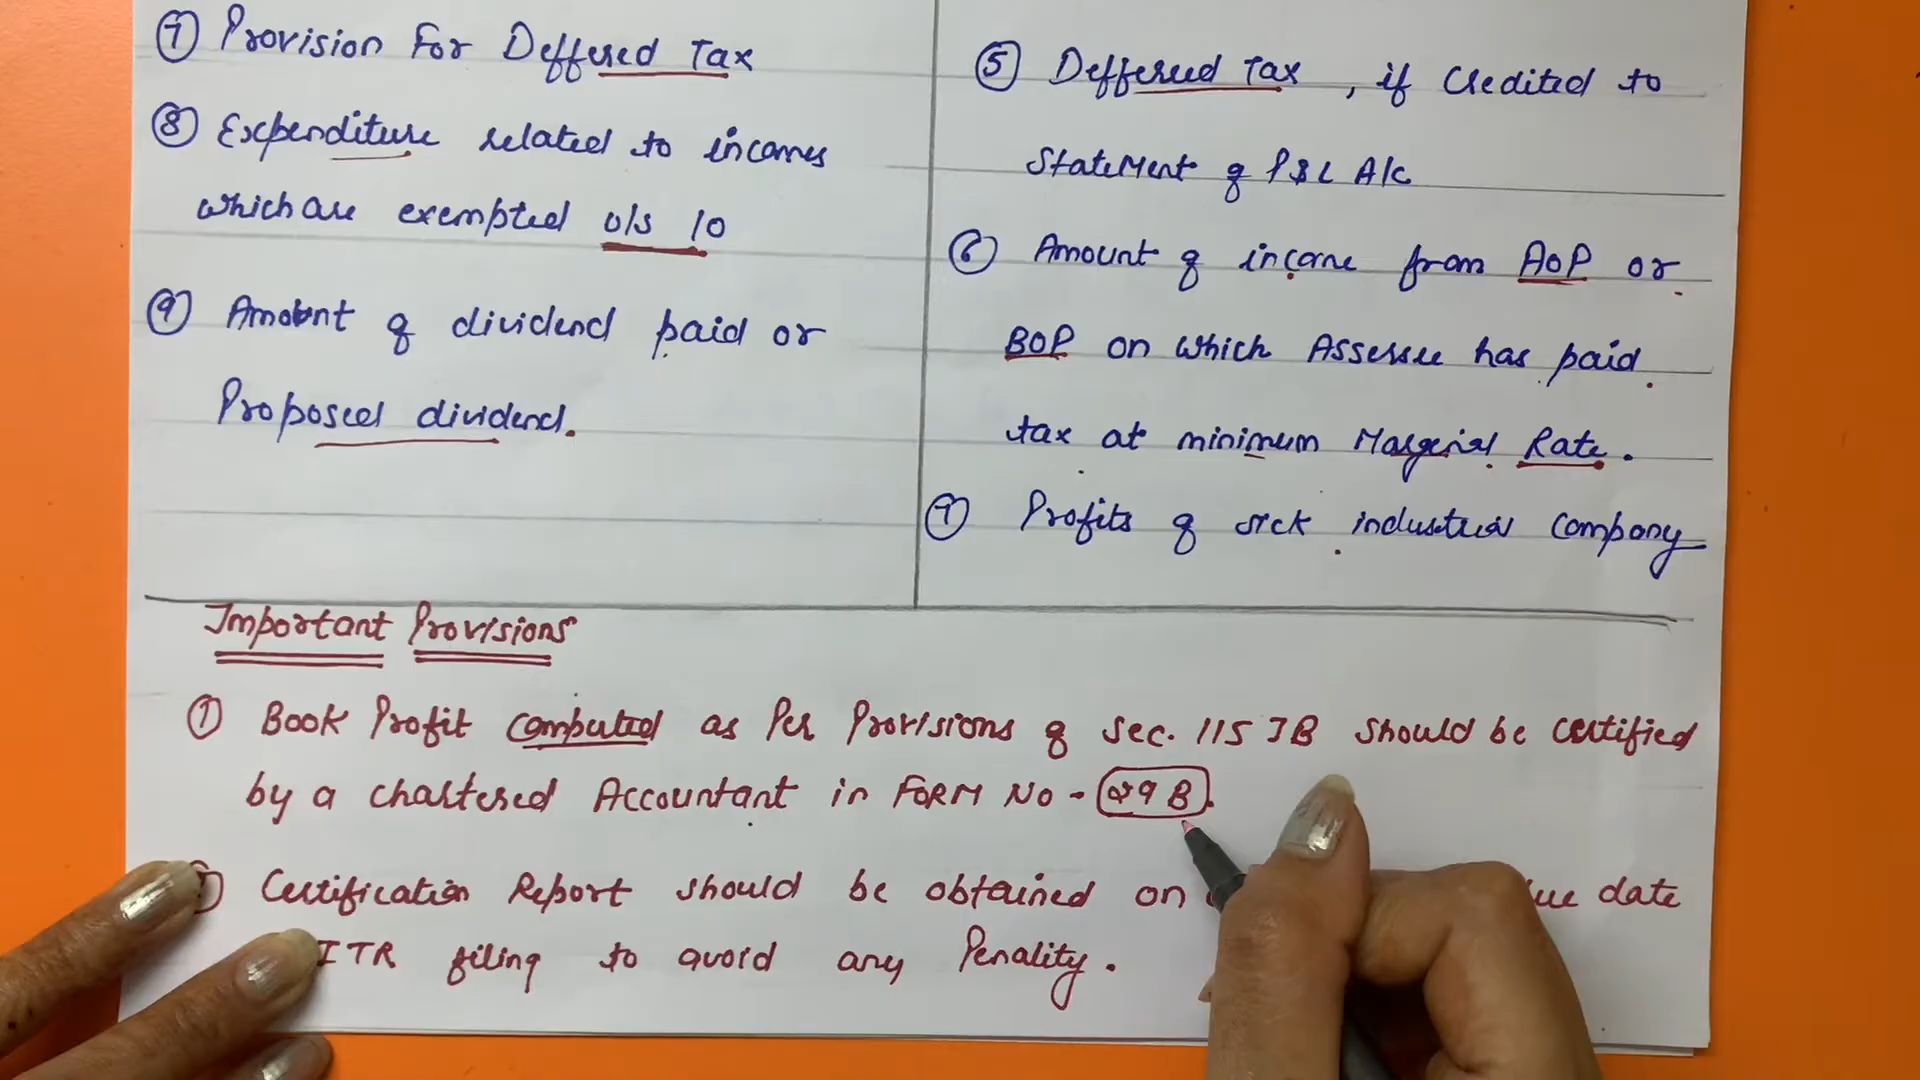 ⑦ Provision For Deffered Tax
⑧ Expenditure related to incomes
which are exempted u/s 10
⑨ Amount of dividend paid or
Proposed dividend.
⑤ Deffered Tax, if Credited to
Statement of P&L A/c
⑥ Amount of income from AOP or
BOP on which Assessee has paid
tax at minimum Marginal Rate.
⑦ Profits of sick industrial Company
Important Provisions
① Book Profit computed as Per Provisions of Sec. 115 JB should be certified
by a chartered Accountant in FORM No - 29 B.
Certification Report should be obtained on date
ITR filing to avoid any Penality.